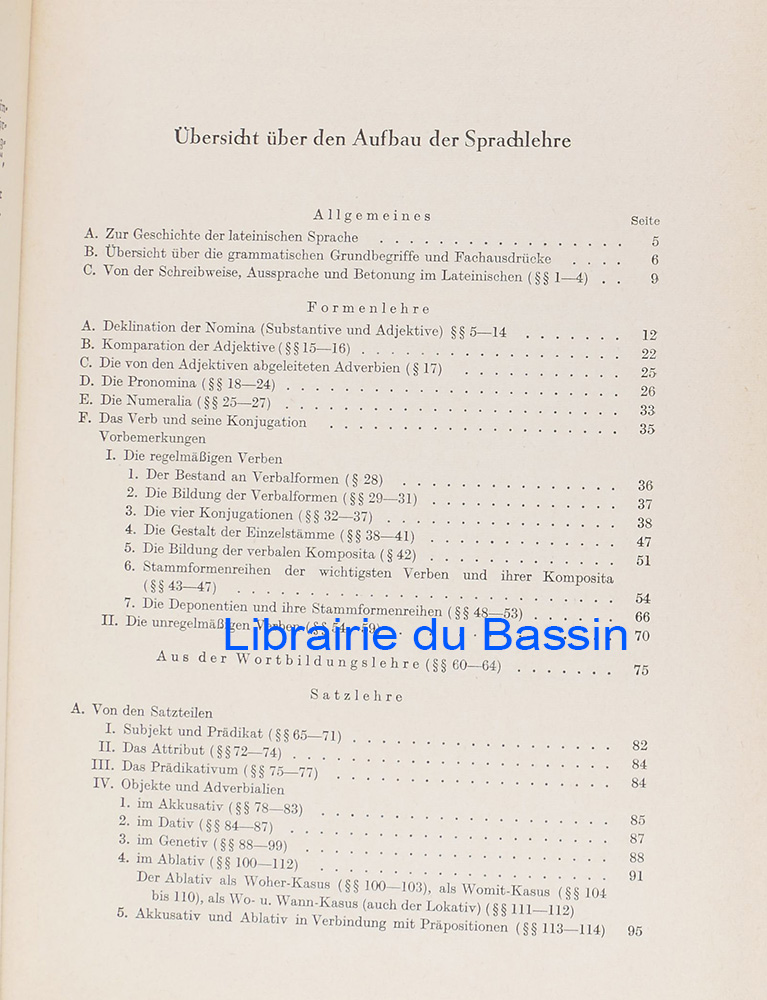 Übersicht über den Aufbau der Sprachlehre
Allgemeines
Seite
A. Zur Geschichte der lateinischen Sprache . . . . . . . . . . . . . . . . . 5
B. Übersicht über die grammatischen Grundbegriffe und Fachausdrücke . . . . 6
C. Von der Schreibweise, Aussprache und Betonung im Lateinischen (§§ 1—4) . . 9
Formenlehre
A. Deklination der Nomina (Substantive und Adjektive) §§ 5—14 . . . . . . . 12
B. Komparation der Adjektive (§§ 15—16) . . . . . . . . . . . . . . . . . . 22
C. Die von den Adjektiven abgeleiteten Adverbien (§ 17) . . . . . . . . . . . 25
D. Die Pronomina (§§ 18—24) . . . . . . . . . . . . . . . . . . . . . . . 26
E. Die Numeralia (§§ 25—27) . . . . . . . . . . . . . . . . . . . . . . . 33
F. Das Verb und seine Konjugation . . . . . . . . . . . . . . . . . . . . 35
Vorbemerkungen
I. Die regelmäßigen Verben
1. Der Bestand an Verbalformen (§ 28) . . . . . . . . . . . . . . . 36
2. Die Bildung der Verbalformen (§§ 29—31) . . . . . . . . . . . . . 37
3. Die vier Konjugationen (§§ 32—37) . . . . . . . . . . . . . . . . 38
4. Die Gestalt der Einzelstämme (§§ 38—41) . . . . . . . . . . . . . 47
5. Die Bildung der verbalen Komposita (§ 42) . . . . . . . . . . . . 51
6. Stammformenreihen der wichtigsten Verben und ihrer Komposita
(§§ 43—47) . . . . . . . . . . . . . . . . . . . . . . . . . . 54
7. Die Deponentien und ihre Stammformenreihen (§§ 48—53) . . . . . . 66
II. Die unregelmäßigen Verben (§§ 54—59) . . . . . . . . . . . . . . . 70
Librairie du Bassin
Aus der Wortbildungslehre (§§ 60—64) . . . . . . . 75
Satzlehre
A. Von den Satzteilen
I. Subjekt und Prädikat (§§ 65—71) . . . . . . . . . . . . . . . . . . 82
II. Das Attribut (§§ 72—74) . . . . . . . . . . . . . . . . . . . . . . 84
III. Das Prädikativum (§§ 75—77) . . . . . . . . . . . . . . . . . . . 84
IV. Objekte und Adverbialien
1. im Akkusativ (§§ 78—83) . . . . . . . . . . . . . . . . . . . . 85
2. im Dativ (§§ 84—87) . . . . . . . . . . . . . . . . . . . . . . 87
3. im Genetiv (§§ 88—99) . . . . . . . . . . . . . . . . . . . . . 88
4. im Ablativ (§§ 100—112) . . . . . . . . . . . . . . . . . . . . 91
Der Ablativ als Woher-Kasus (§§ 100—103), als Womit-Kasus (§§ 104
bis 110), als Wo- u. Wann-Kasus (auch der Lokativ) (§§ 111—112)
5. Akkusativ und Ablativ in Verbindung mit Präpositionen (§§ 113—114) 95